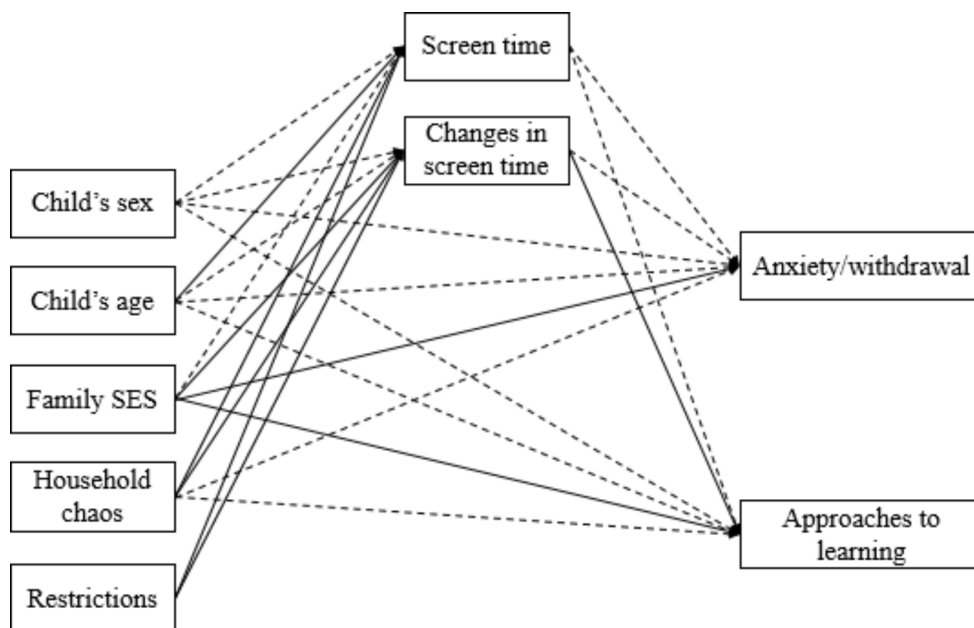 Screen time
Changes in
screen time
Child’s sex
Child’s age
Family SES
Household
chaos
Restrictions
Anxiety/withdrawal
Approaches to
learning